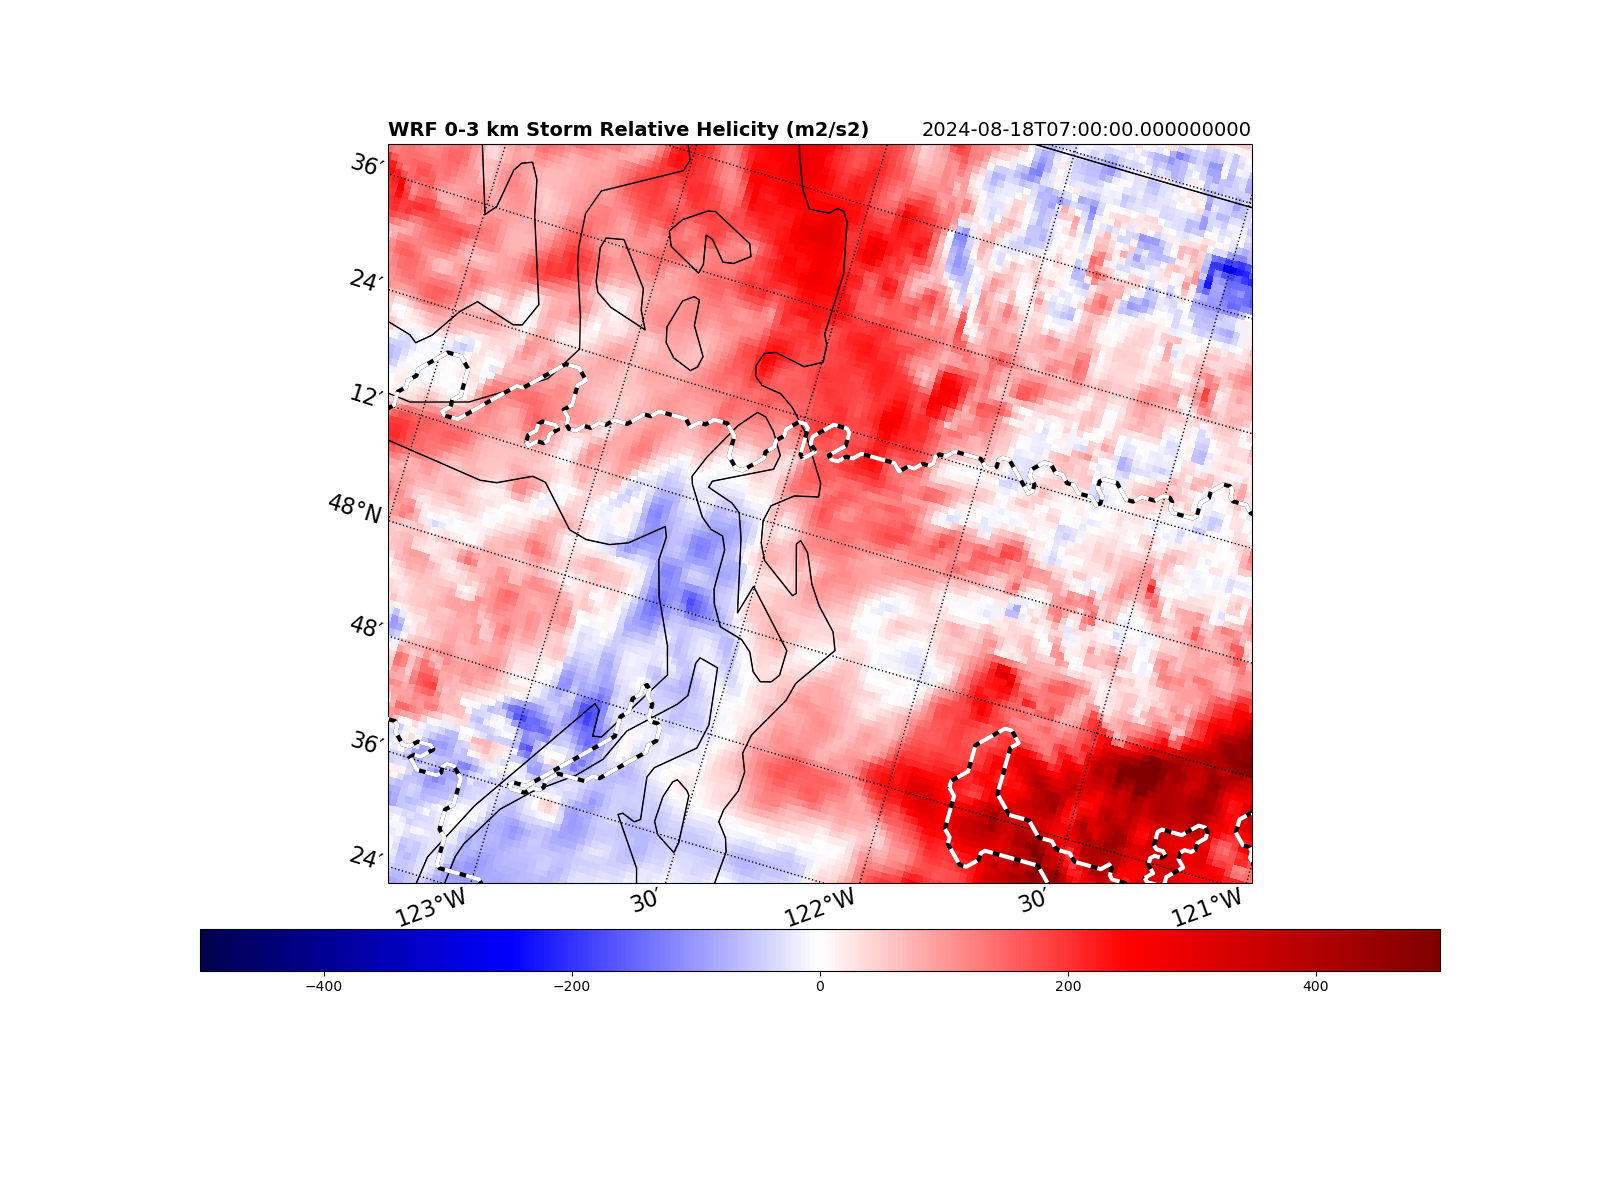 WRF 0-3 km Storm Relative Helicity (m2/s2) 2024-08-18T07:00:00.000000000
36′
24′
12′
48°N
48′
36′
24′
123°W 30′ 122°W 30′ 121°W
−400 −200 0 200 400